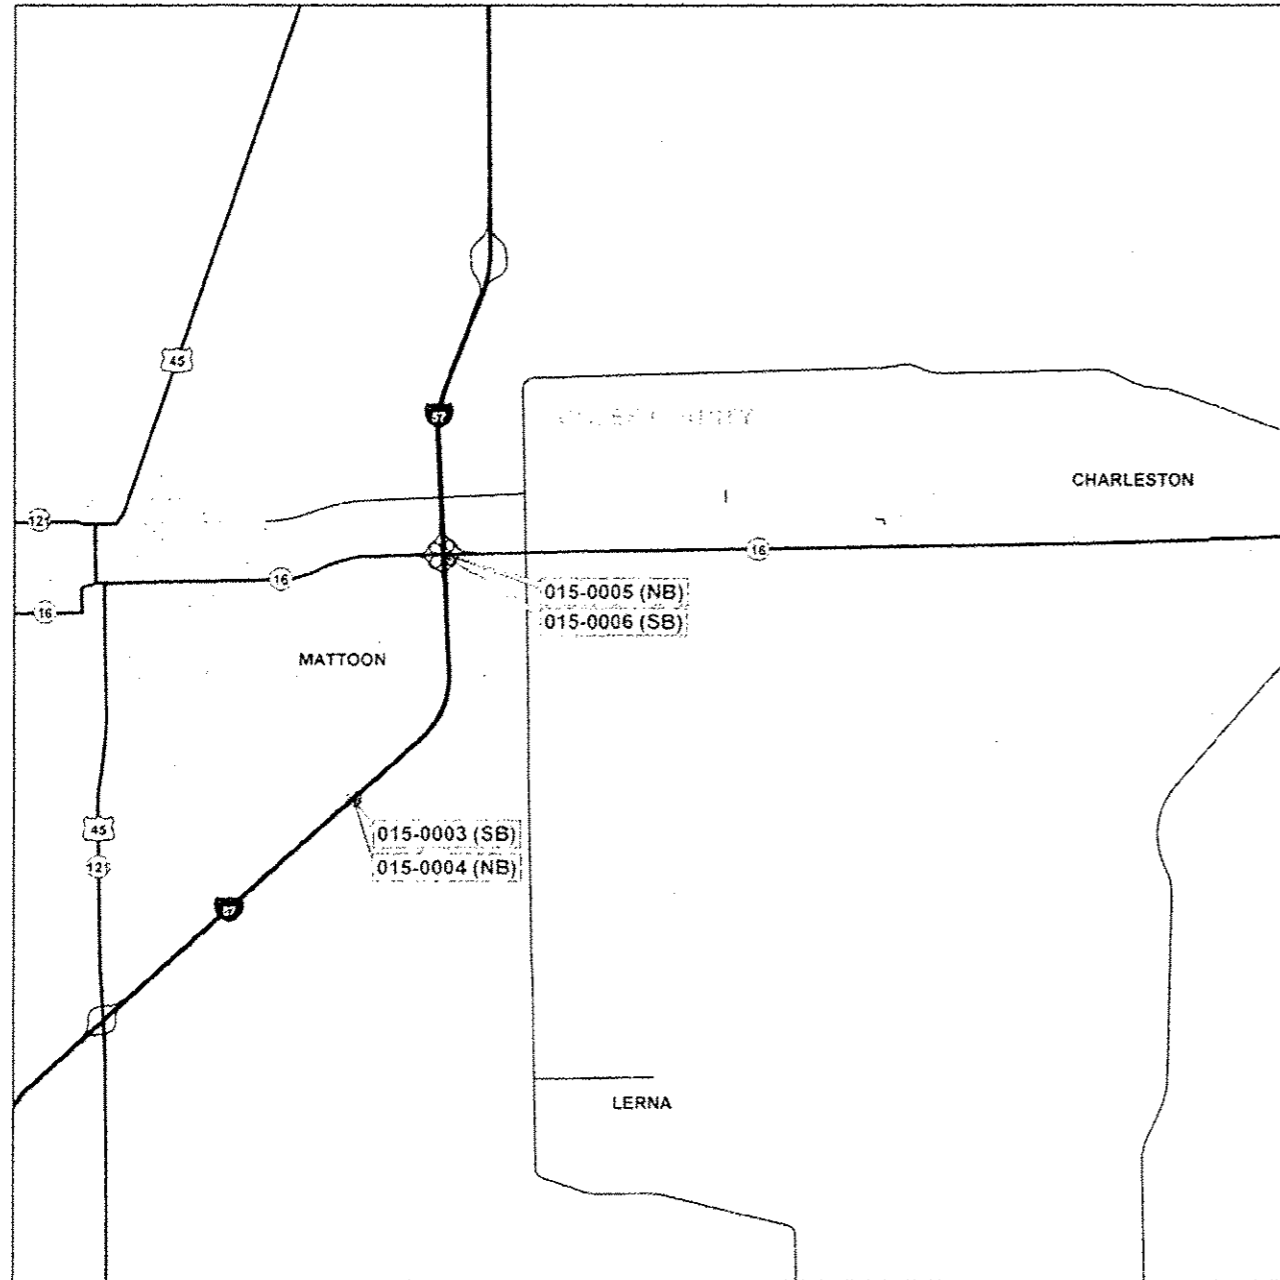 45
57
CHARLESTON
121
16
16
015-0005 (NB)
16
015-0006 (SB)
MATTOON
45
015-0003 (SB)
121
015-0004 (NB)
57
LERNA